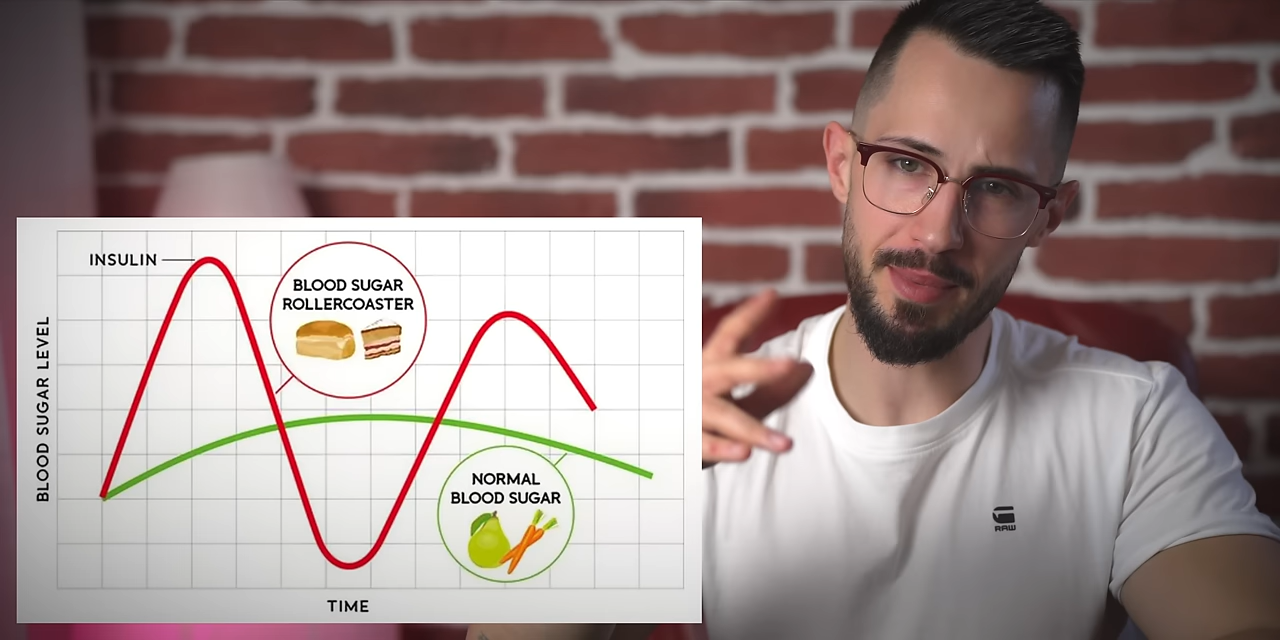 INSULIN
BLOOD SUGAR
ROLLERCOASTER
BLOOD SUGAR LEVEL
NORMAL
BLOOD SUGAR
TIME
RAW